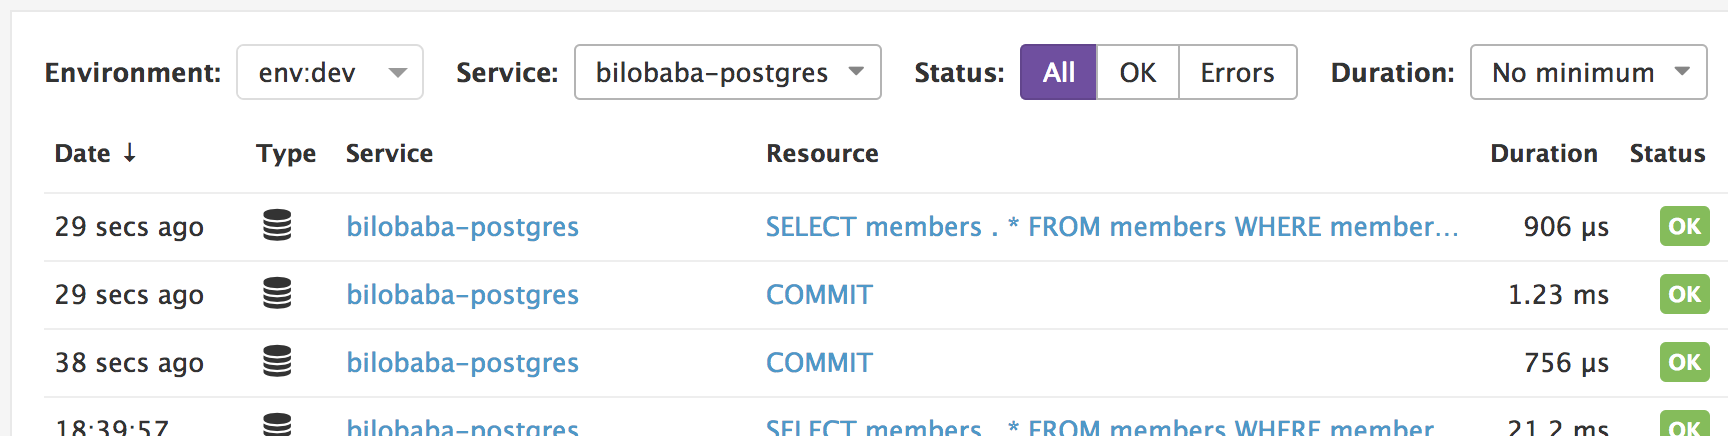 Environment: env:dev Service: bilobaba-postgres Status: All OK Errors Duration: No minimum
Date ↓ Type Service Resource Duration Status
29 secs ago bilobaba-postgres SELECT members . * FROM members WHERE member… 906 µs OK
29 secs ago bilobaba-postgres COMMIT 1.23 ms OK
38 secs ago bilobaba-postgres COMMIT 756 µs OK
18:39:57 bilobaba-postgres SELECT members . * FROM members WHERE member 21.2 ms OK